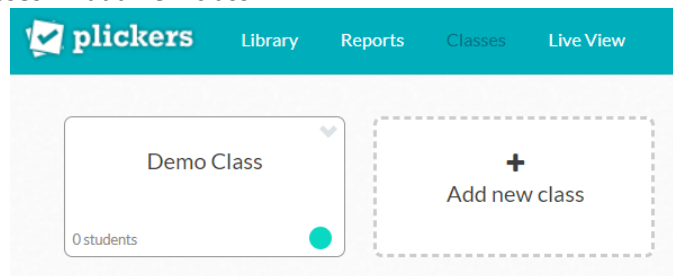 plickers Library Reports Classes Live View
Demo Class
0 students
+
Add new class